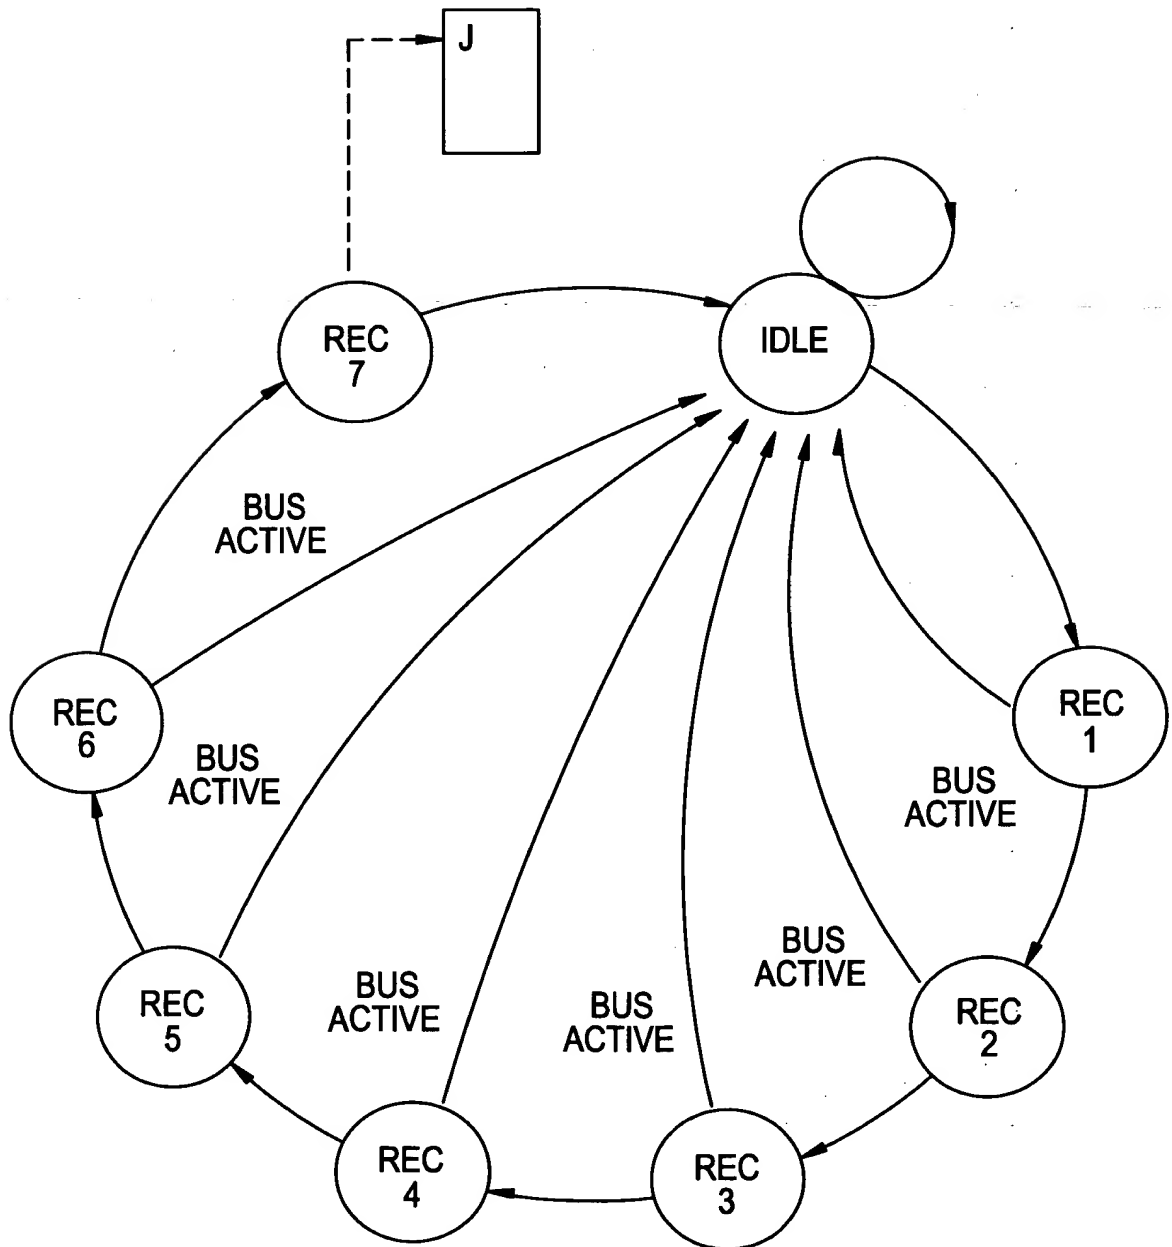 J
IDLE
REC
7
BUS
ACTIVE
REC
6
REC
1
BUS
ACTIVE
BUS
ACTIVE
BUS
ACTIVE
BUS
ACTIVE
BUS
ACTIVE
REC
5
REC
2
REC
4
REC
3